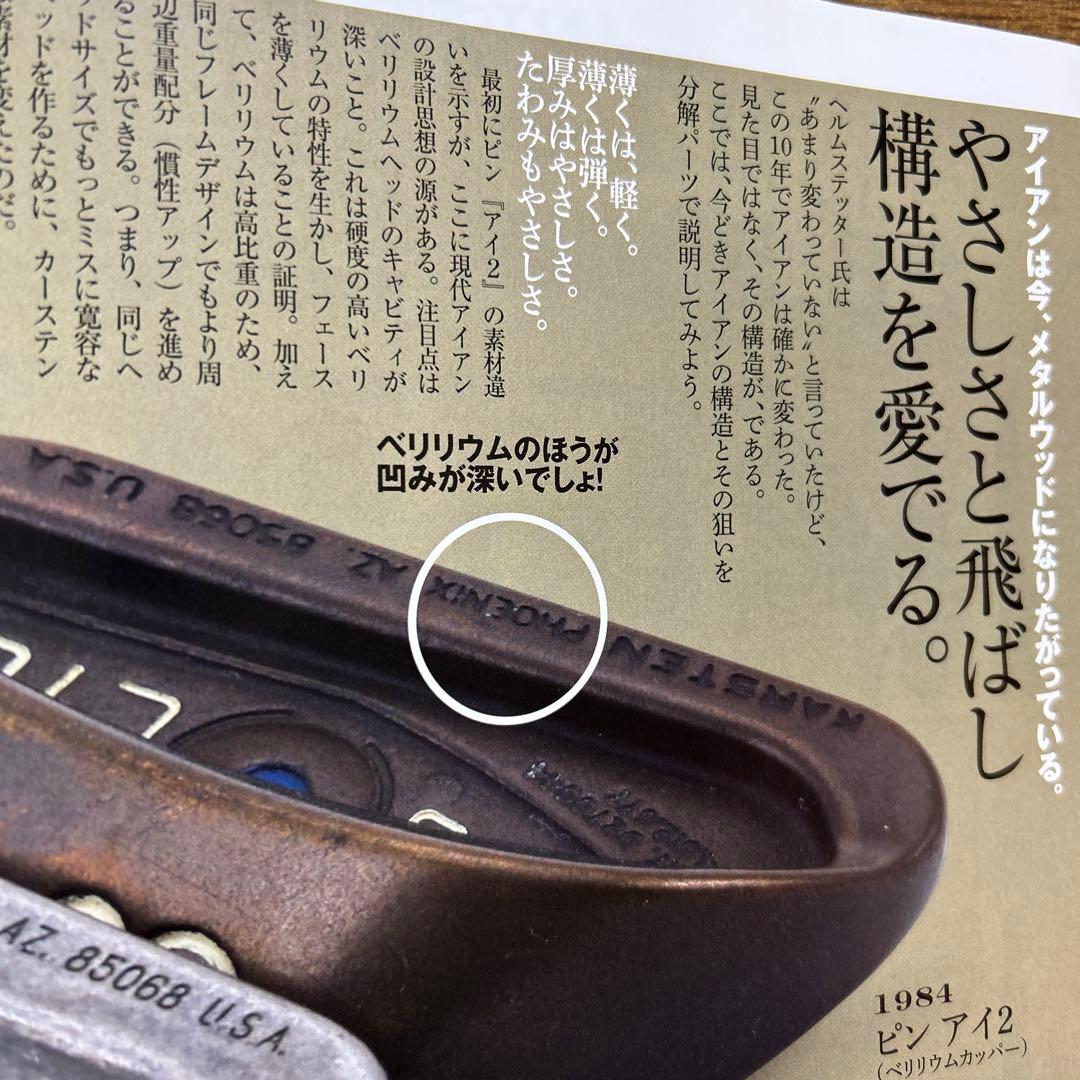 アイアンは今、メタルウッドになりたがっている。
やさしさと飛ばし
構造を愛でる。
ヘルムステッター氏は
〝あまり変わっていない〟と言っていたけど、
この10年でアイアンは確かに変わった。
見た目ではなく、その構造が、である。
ここでは、今どきアイアンの構造とその狙いを
分解パーツで説明してみよう。
薄くは、軽く。
薄くは弾く。
厚みはやさしさ。
たわみもやさしさ。
最初にピン『アイ2』の素材違
いを示すが、ここに現代アイアン
の設計思想の源がある。注目点は
ベリリウムヘッドのキャビティが
深いこと。これは硬度の高いベリ
リウムの特性を生かし、フェース
を薄くしていることの証明。加え
て、ベリリウムは高比重のため、
同じフレームデザインでもより周
辺重量配分（慣性アップ）を進め
ることができる。つまり、同じヘ
ッドサイズでもっとミスに寛容な
ヘッドを作るために、カーステン
素材を変えたのだ。
ベリリウムのほうが
凹みが深いでしょ!
KARSTEN PHOENIX AZ. 85068 U.S.A
AZ. 85068 U.S.A.
1984
ピン アイ2
（ベリリウムカッパー）